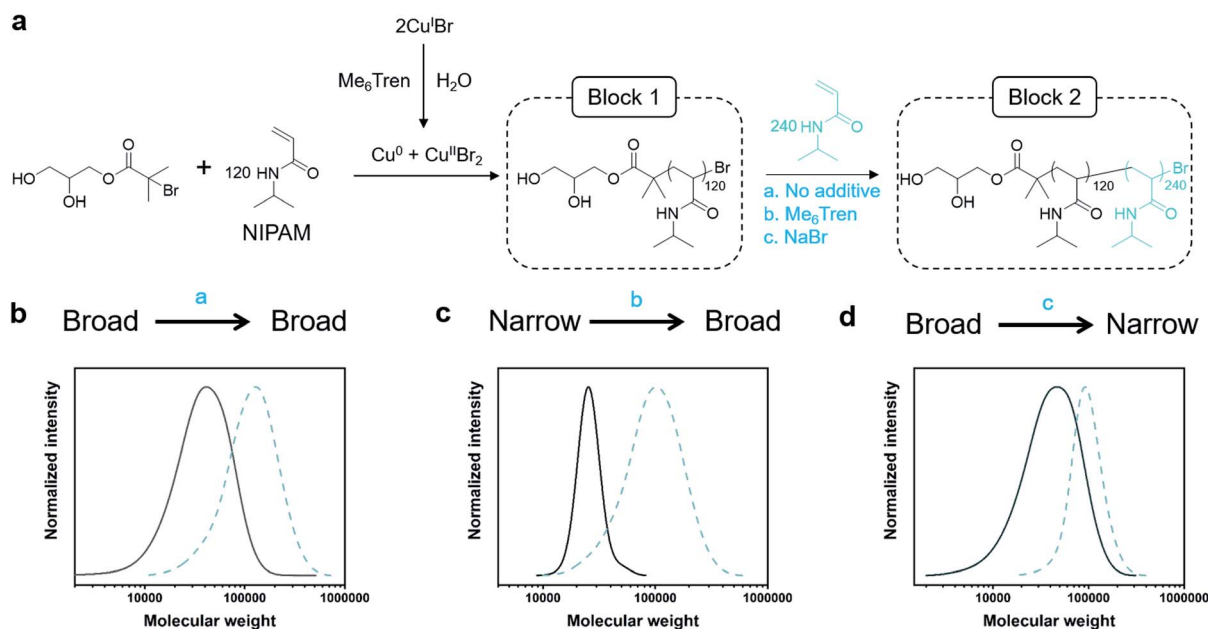 a
2CuᴵBr
Me₆Tren H₂O
Cu⁰ + CuᴵᴵBr₂
HO
OH
O
O
Br
+
120
HN
O
NIPAM
Block 1
HO
OH
O
O
Br
120
HN
O
240
HN
O
a. No additive
b. Me₆Tren
c. NaBr
Block 2
HO
OH
O
O
120
Br
240
HN
O
HN
O
b
Broad a Broad
Normalized intensity
10000 100000 1000000
Molecular weight
c
Narrow b Broad
Normalized intensity
10000 100000 1000000
Molecular weight
d
Broad c Narrow
Normalized intensity
10000 100000 1000000
Molecular weight